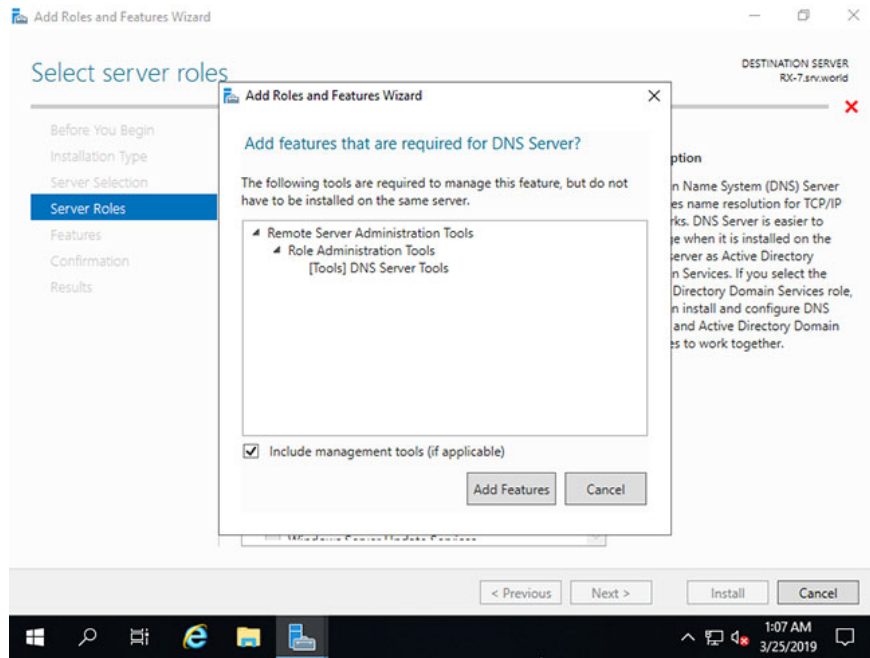 Add Roles and Features Wizard
Select server roles
DESTINATION SERVER
RX-7.srv.world
Before You Begin
Installation Type
Server Selection
Server Roles
Features
Confirmation
Results
Add Roles and Features Wizard
Add features that are required for DNS Server?
The following tools are required to manage this feature, but do not
have to be installed on the same server.
Remote Server Administration Tools
Role Administration Tools
[Tools] DNS Server Tools
Include management tools (if applicable)
Add Features
Cancel
ption
n Name System (DNS) Server
es name resolution for TCP/IP
rks. DNS Server is easier to
ge when it is installed on the
server as Active Directory
n Services. If you select the
Directory Domain Services role,
n install and configure DNS
and Active Directory Domain
es to work together.
Windows Server Update Services
< Previous
Next >
Install
Cancel
1:07 AM
3/25/2019